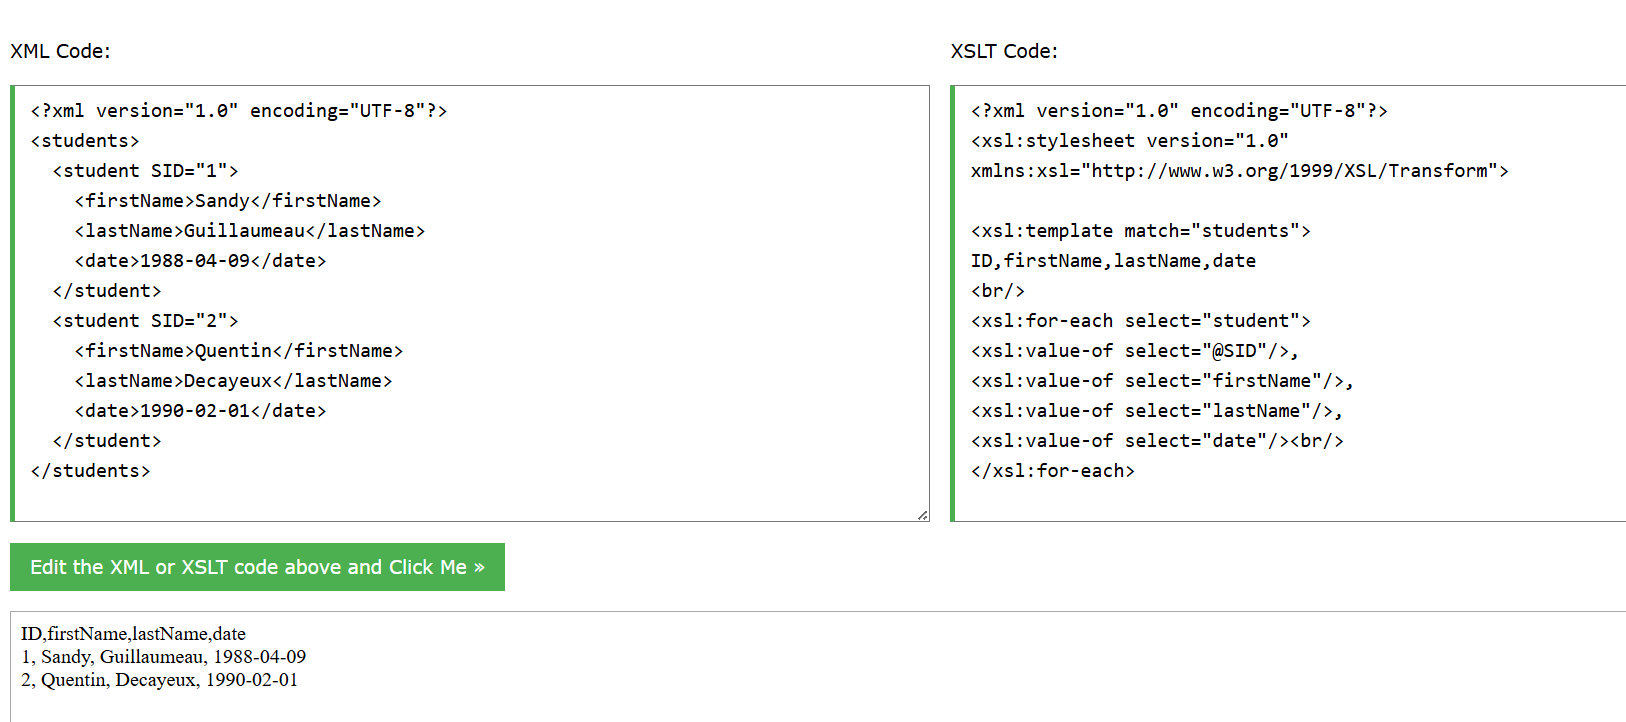 XML Code:
<?xml version="1.0" encoding="UTF-8"?>
<students>
  <student SID="1">
    <firstName>Sandy</firstName>
    <lastName>Guillaumeau</lastName>
    <date>1988-04-09</date>
  </student>
  <student SID="2">
    <firstName>Quentin</firstName>
    <lastName>Decayeux</lastName>
    <date>1990-02-01</date>
  </student>
</students>
XSLT Code:
<?xml version="1.0" encoding="UTF-8"?>
<xsl:stylesheet version="1.0"
xmlns:xsl="http://www.w3.org/1999/XSL/Transform">
<xsl:template match="students">
ID,firstName,lastName,date
<br/>
<xsl:for-each select="student">
<xsl:value-of select="@SID"/>,
<xsl:value-of select="firstName"/>,
<xsl:value-of select="lastName"/>,
<xsl:value-of select="date"/><br/>
</xsl:for-each>
Edit the XML or XSLT code above and Click Me »
ID,firstName,lastName,date
1, Sandy, Guillaumeau, 1988-04-09
2, Quentin, Decayeux, 1990-02-01